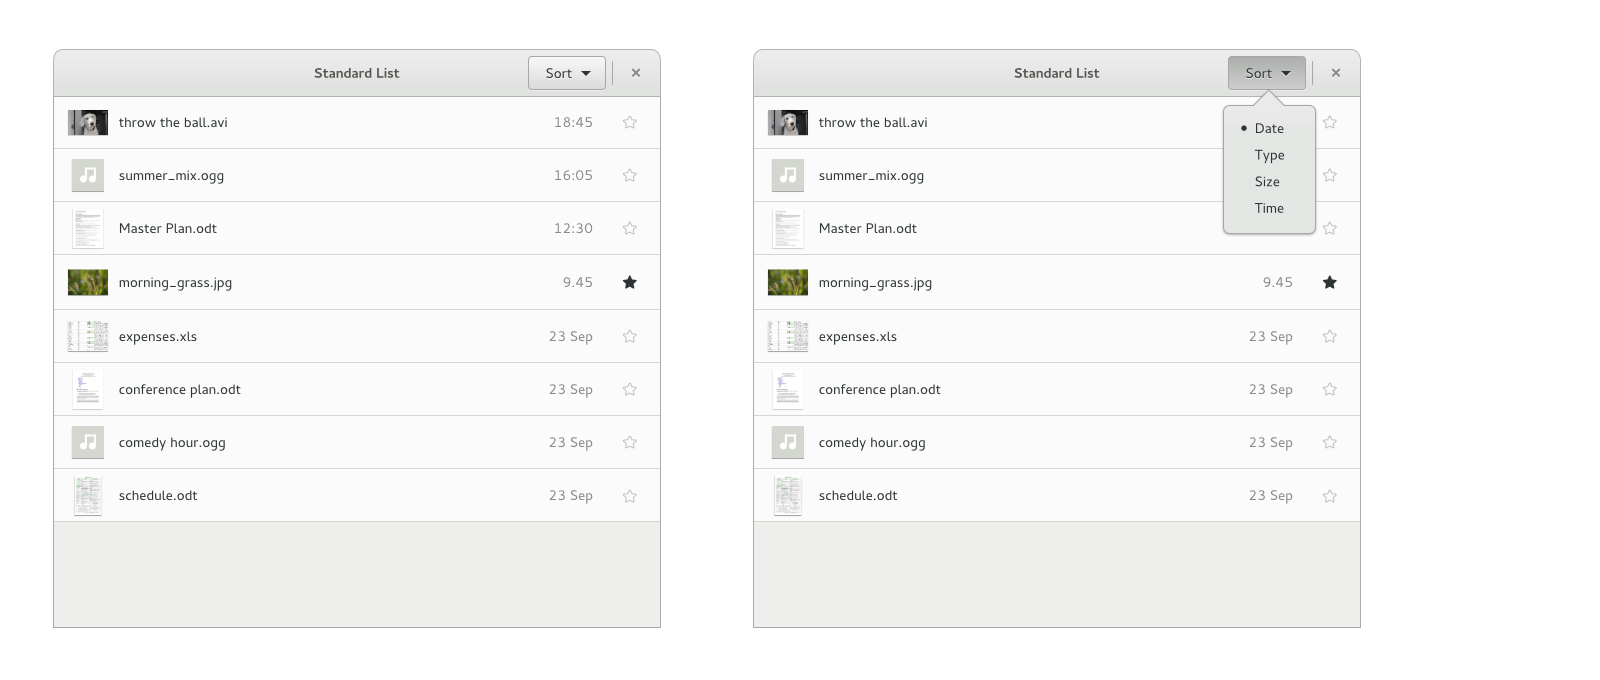 Standard List Sort
throw the ball.avi 18:45
summer_mix.ogg 16:05
Master Plan.odt 12:30
morning_grass.jpg 9.45
expenses.xls 23 Sep
conference plan.odt 23 Sep
comedy hour.ogg 23 Sep
schedule.odt 23 Sep
Standard List Sort
throw the ball.avi
summer_mix.ogg
Master Plan.odt
morning_grass.jpg 9.45
expenses.xls 23 Sep
conference plan.odt 23 Sep
comedy hour.ogg 23 Sep
schedule.odt 23 Sep
• Date
Type
Size
Time